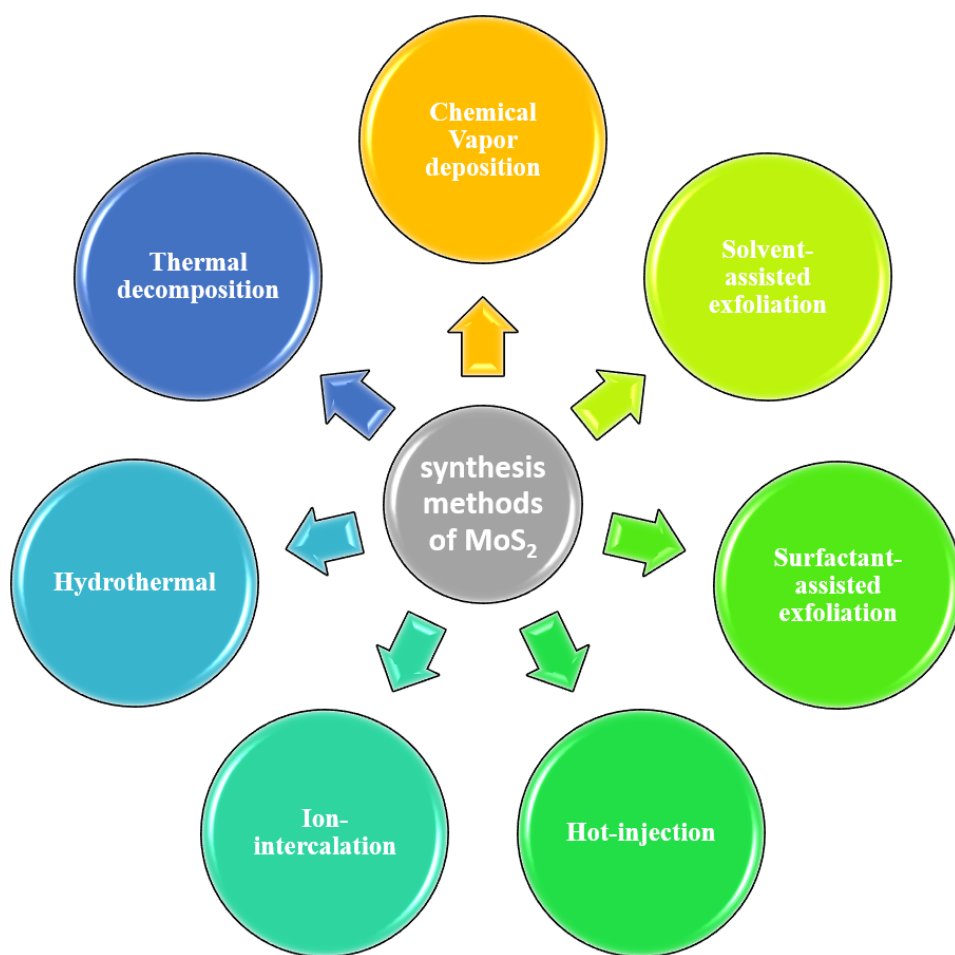 Chemical
Vapor
deposition
Solvent-
assisted
exfoliation
Surfactant-
assisted
exfoliation
Hot-injection
Ion-
intercalation
Hydrothermal
Thermal
decomposition
synthesis
methods
of MoS₂